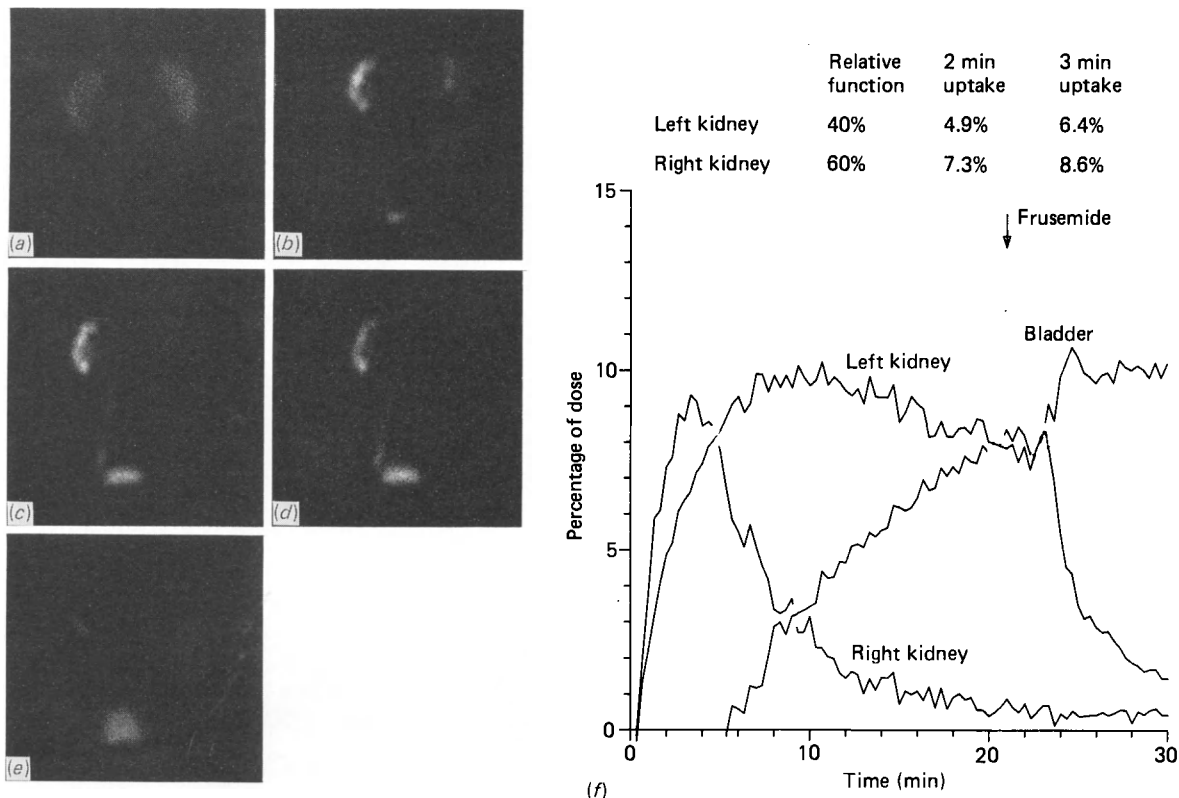 (a)
(b)
(c)
(d)
(e)
Relative function 2 min uptake 3 min uptake
Left kidney 40% 4.9% 6.4%
Right kidney 60% 7.3% 8.6%
15
Frusemide
Bladder
10
Left kidney
Percentage of dose
5
Right kidney
0
0 10 20 30
Time (min)
(f)